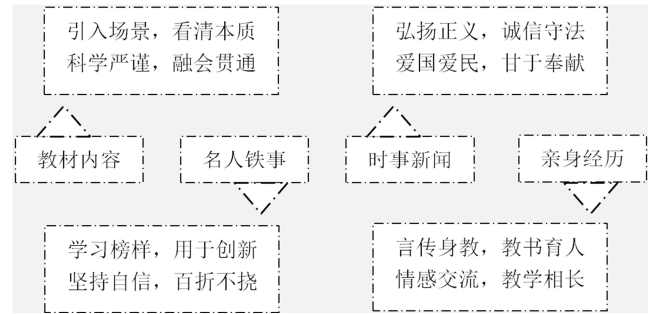 引入场景，看清本质
科学严谨，融会贯通
弘扬正义，诚信守法
爱国爱民，甘于奉献
教材内容
名人铁事
时事新闻
亲身经历
学习榜样，用于创新
坚持自信，百折不挠
言传身教，教书育人
情感交流，教学相长